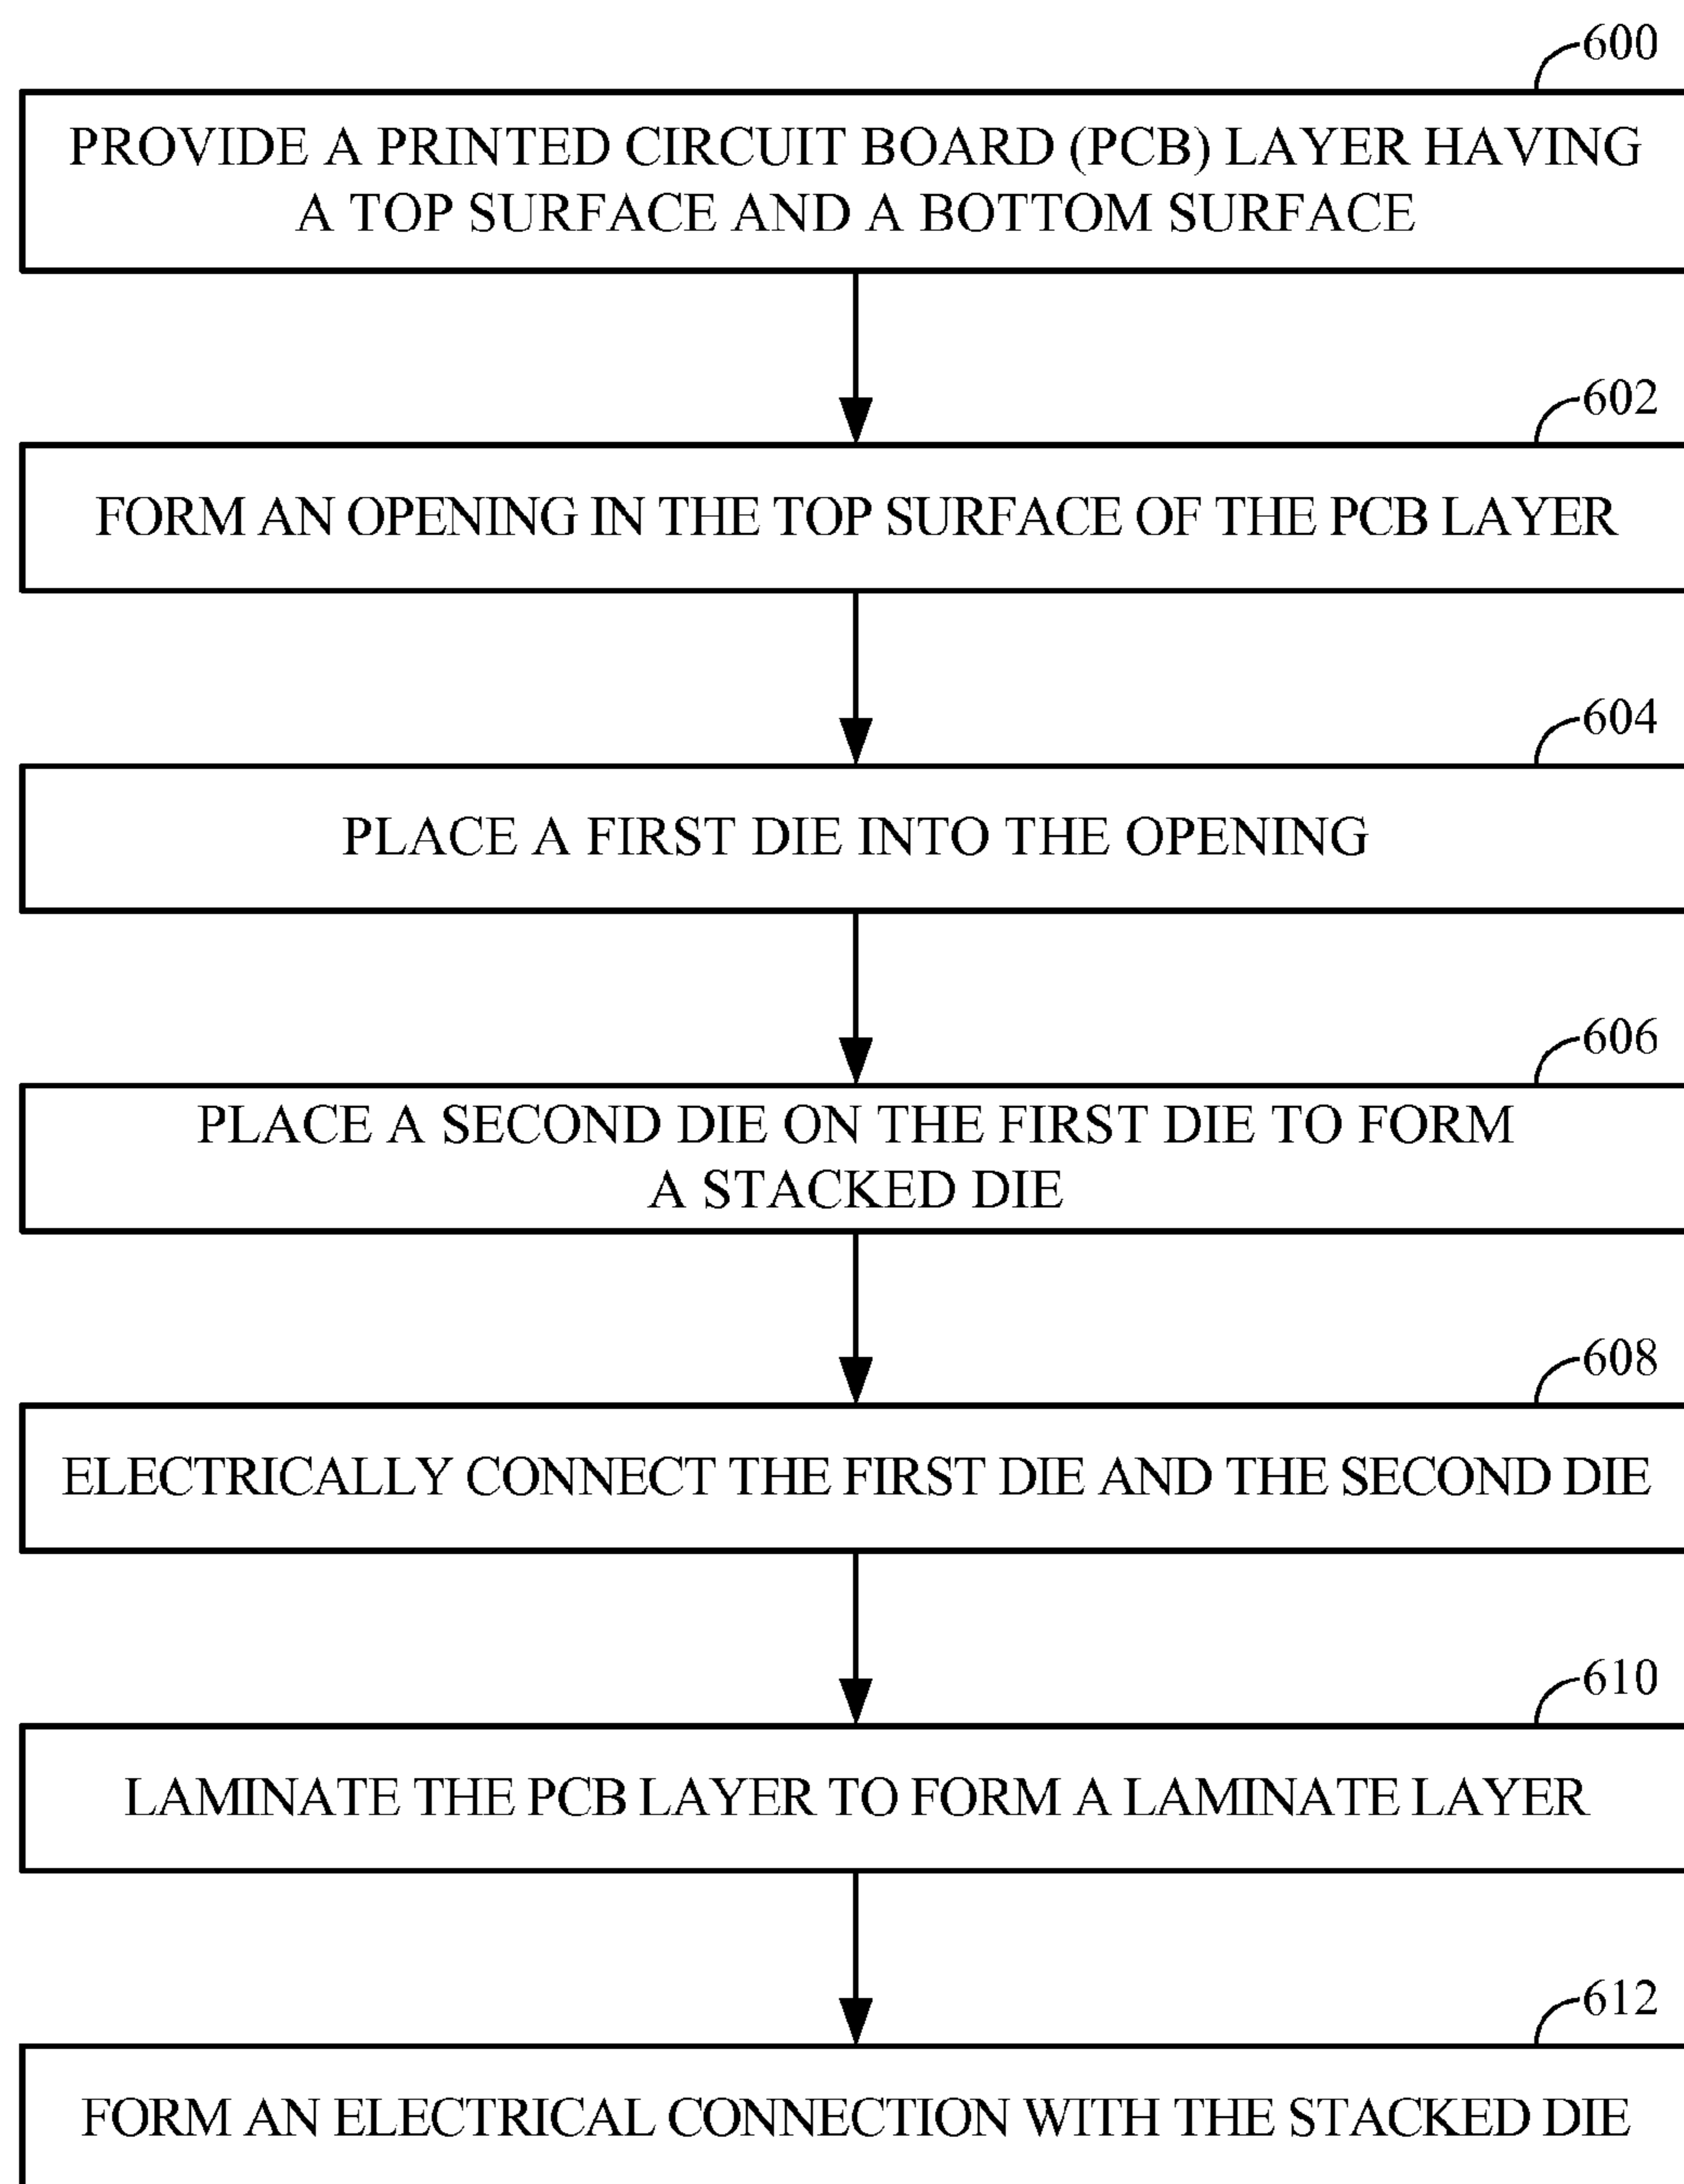 600
PROVIDE A PRINTED CIRCUIT BOARD (PCB) LAYER HAVING
A TOP SURFACE AND A BOTTOM SURFACE
602
FORM AN OPENING IN THE TOP SURFACE OF THE PCB LAYER
604
PLACE A FIRST DIE INTO THE OPENING
606
PLACE A SECOND DIE ON THE FIRST DIE TO FORM
A STACKED DIE
608
ELECTRICALLY CONNECT THE FIRST DIE AND THE SECOND DIE
610
LAMINATE THE PCB LAYER TO FORM A LAMINATE LAYER
612
FORM AN ELECTRICAL CONNECTION WITH THE STACKED DIE